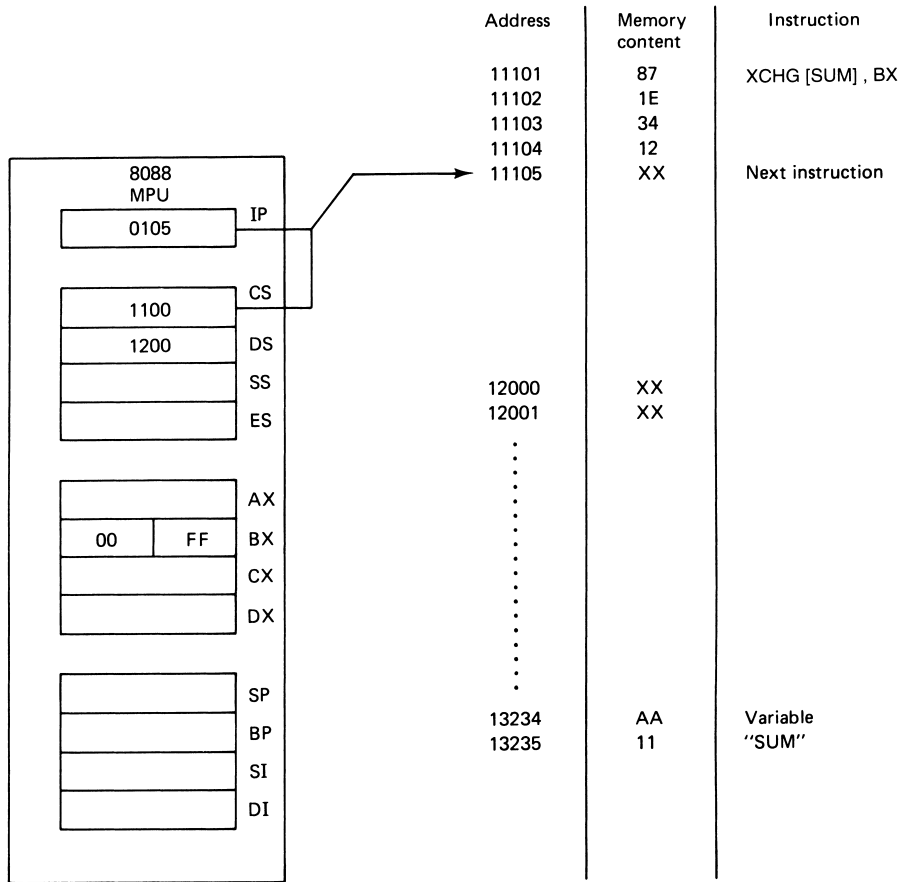 Address Memory content Instruction
11101 87 XCHG [SUM] , BX
11102 1E
11103 34
11104 12
11105 XX Next instruction
8088
MPU
0105 IP
1100 CS
1200 DS
SS
ES
12000 XX
12001 XX
AX
00 FF BX
CX
DX
SP
BP
SI
DI
13234 AA Variable
13235 11 "SUM"